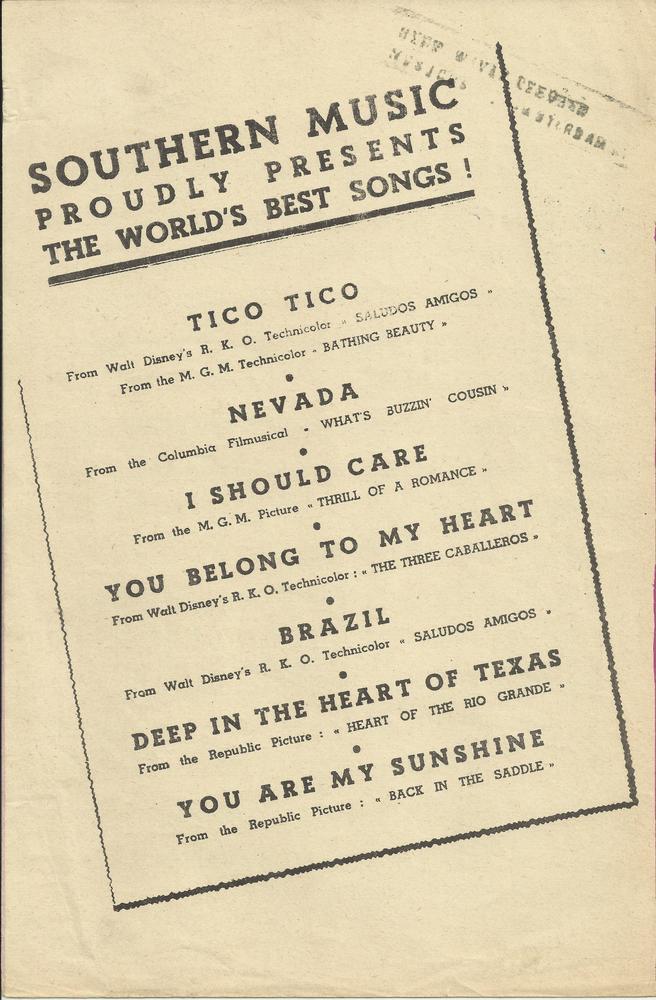 SOUTHERN MUSIC
PROUDLY PRESENTS
THE WORLD'S BEST SONGS !
TICO TICO
From Walt Disney's R. K. O. Technicolor « SALUDOS AMIGOS »
From the M. G. M. Technicolor « BATHING BEAUTY »
NEVADA
From the Columbia Filmusical « WHAT'S BUZZIN' COUSIN »
I SHOULD CARE
From the M. G. M. Picture « THRILL OF A ROMANCE »
YOU BELONG TO MY HEART
From Walt Disney's R. K. O. Technicolor : « THE THREE CABALLEROS »
BRAZIL
From Walt Disney's R. K. O. Technicolor « SALUDOS AMIGOS »
DEEP IN THE HEART OF TEXAS
From the Republic Picture : « HEART OF THE RIO GRANDE »
YOU ARE MY SUNSHINE
From the Republic Picture : « BACK IN THE SADDLE »